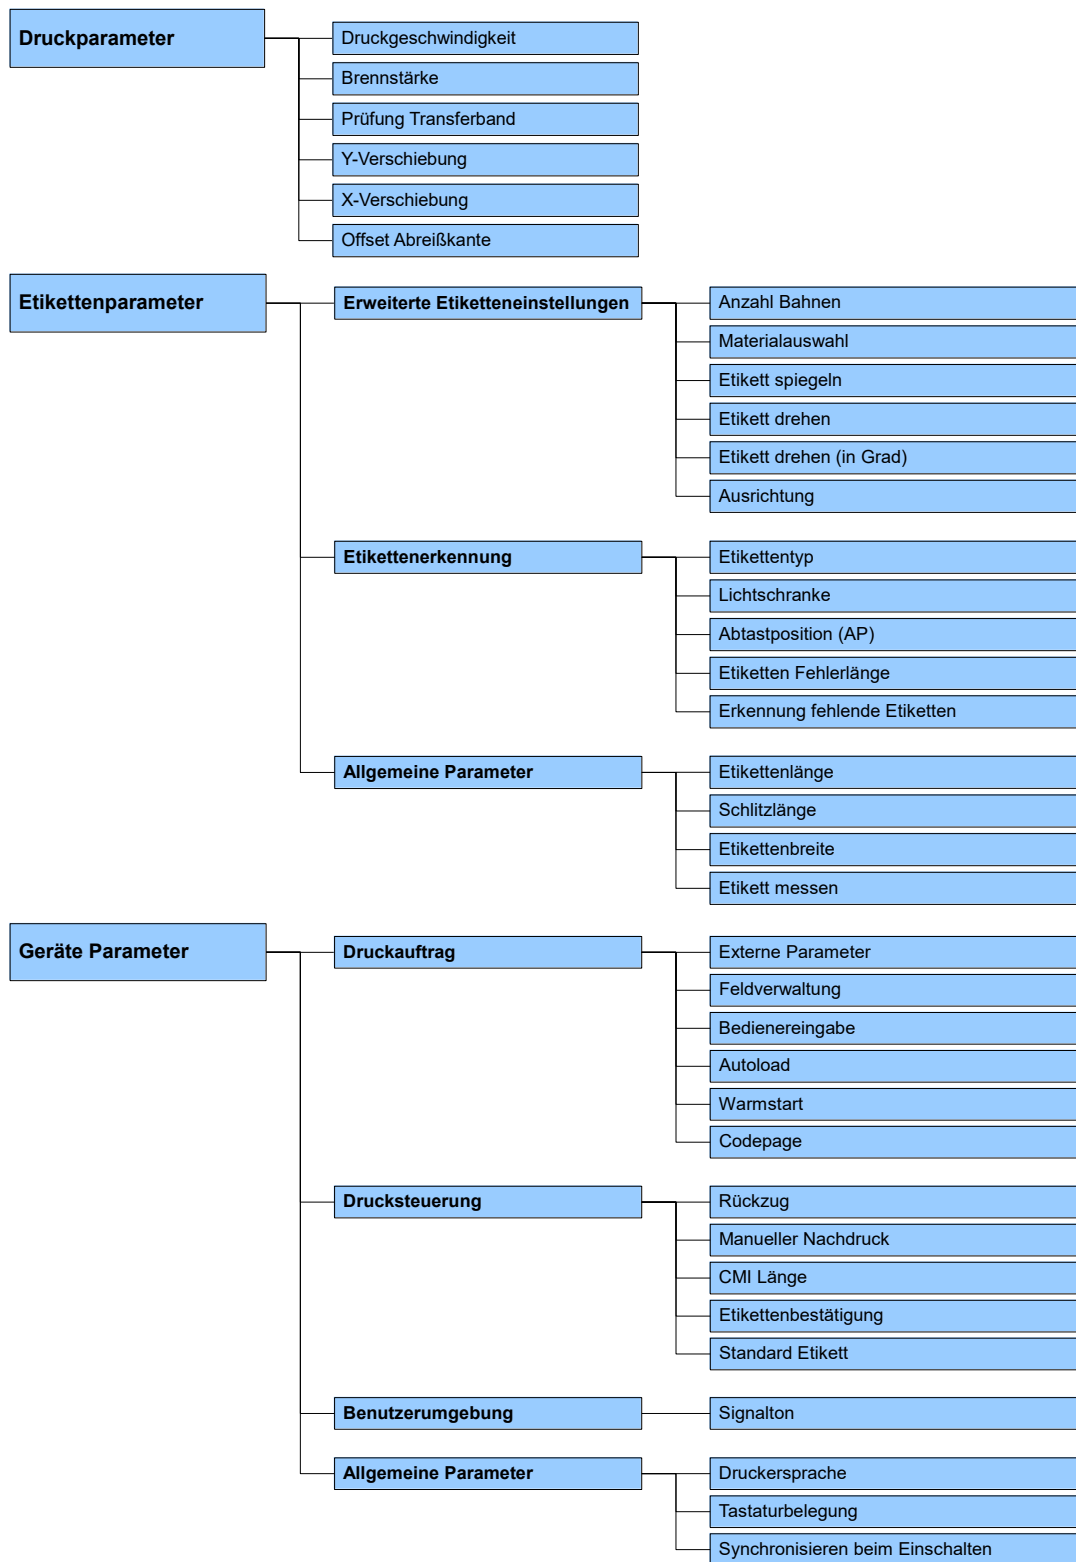 Druckparameter
Druckgeschwindigkeit
Brennstärke
Prüfung Transferband
Y-Verschiebung
X-Verschiebung
Offset Abreißkante
Etikettenparameter
Erweiterte Etiketteneinstellungen
Anzahl Bahnen
Materialauswahl
Etikett spiegeln
Etikett drehen
Etikett drehen (in Grad)
Ausrichtung
Etikettenerkennung
Etikettentyp
Lichtschranke
Abtastposition (AP)
Etiketten Fehlerlänge
Erkennung fehlende Etiketten
Allgemeine Parameter
Etikettenlänge
Schlitzlänge
Etikettenbreite
Etikett messen
Geräte Parameter
Druckauftrag
Externe Parameter
Feldverwaltung
Bedienereingabe
Autoload
Warmstart
Codepage
Drucksteuerung
Rückzug
Manueller Nachdruck
CMI Länge
Etikettenbestätigung
Standard Etikett
Benutzerumgebung
Signalton
Allgemeine Parameter
Druckersprache
Tastaturbelegung
Synchronisieren beim Einschalten